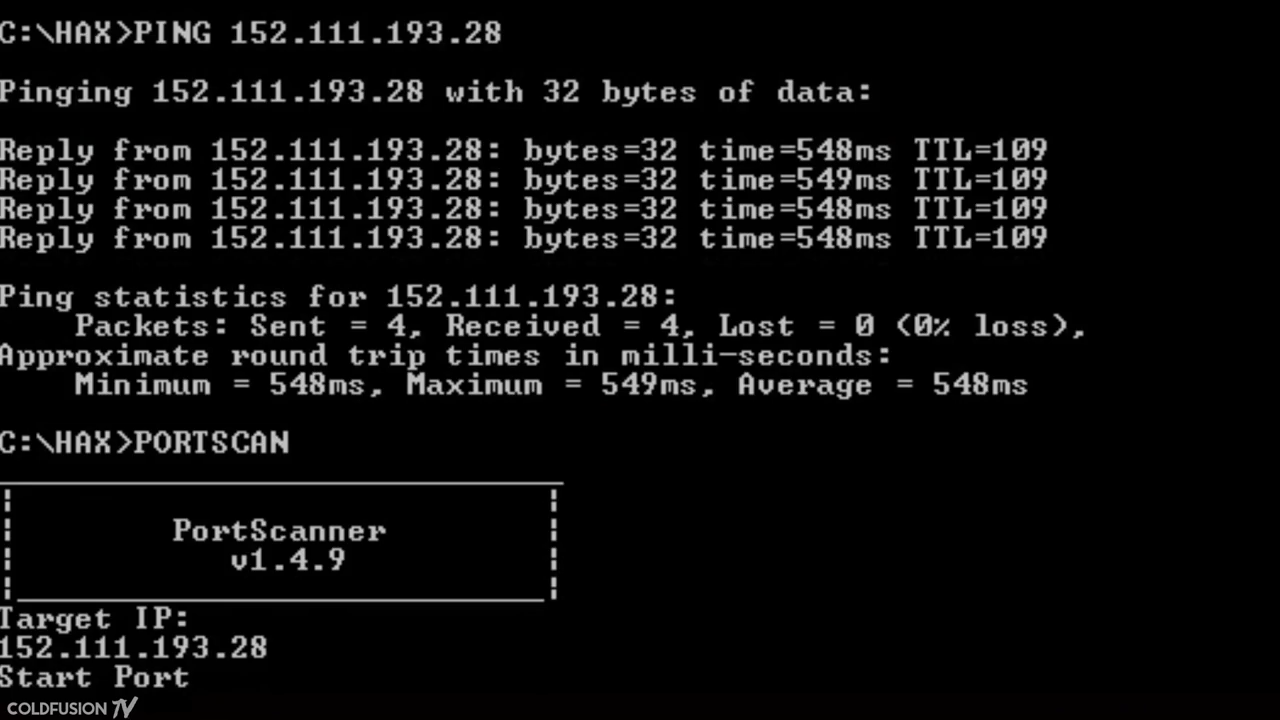 C:\HAX>PING 152.111.193.28
Pinging 152.111.193.28 with 32 bytes of data:
Reply from 152.111.193.28: bytes=32 time=548ms TTL=109
Reply from 152.111.193.28: bytes=32 time=549ms TTL=109
Reply from 152.111.193.28: bytes=32 time=548ms TTL=109
Reply from 152.111.193.28: bytes=32 time=548ms TTL=109
Ping statistics for 152.111.193.28:
Packets: Sent = 4, Received = 4, Lost = 0 (0% loss),
Approximate round trip times in milli-seconds:
Minimum = 548ms, Maximum = 549ms, Average = 548ms
C:\HAX>PORTSCAN
PortScanner
v1.4.9
Target IP:
152.111.193.28
Start Port
COLDFUSION TV